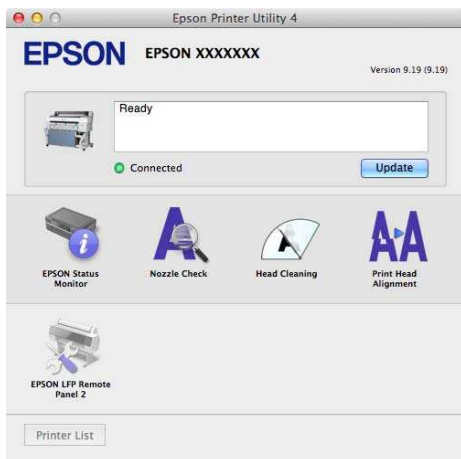 Epson Printer Utility 4
EPSON EPSON XXXXXXX
Version 9.19 (9.19)
Ready
Connected
Update
EPSON Status
Monitor
Nozzle Check
Head Cleaning
Print Head
Alignment
EPSON LFP Remote
Panel 2
Printer List